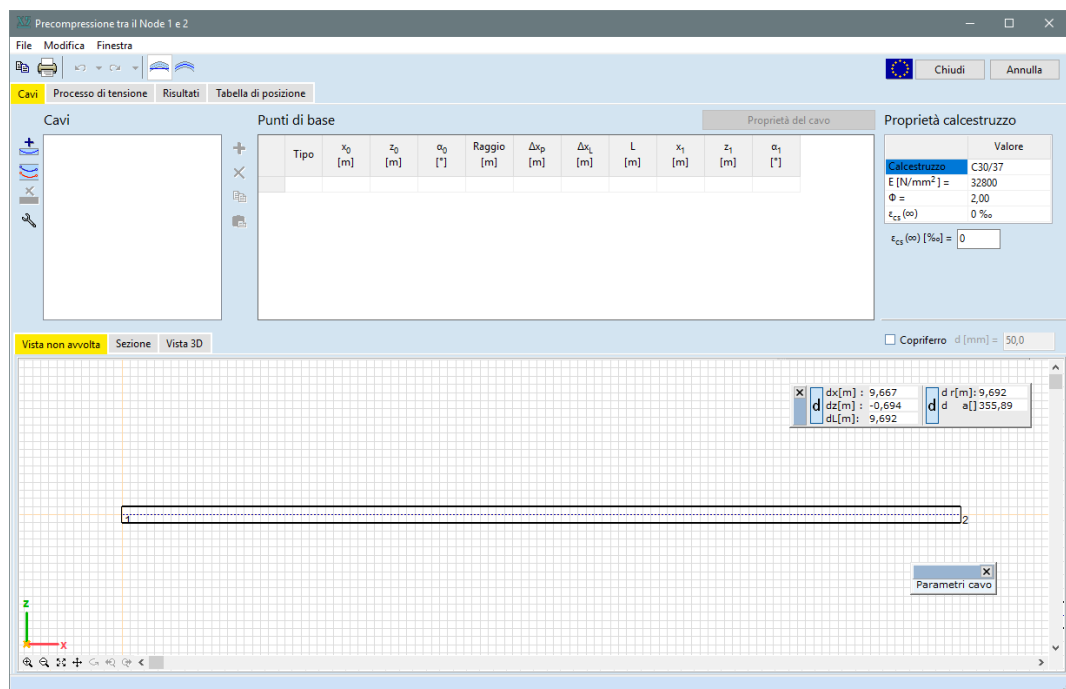 Precompressione tra il Node 1 e 2
File Modifica Finestra
Chiudi Annulla
Cavi Processo di tensione Risultati Tabella di posizione
Cavi
Punti di base
Proprietà del cavo
Proprietà calcestruzzo
Tipo x₀ [m] z₀ [m] α₀ [°] Raggio [m] Δxₚ [m] Δx_L [m] L [m] x₁ [m] z₁ [m] α₁ [°]
Valore
Calcestruzzo C30/37
E [N/mm²] = 32800
Φ = 2,00
ε_cs(∞) 0 ‰
ε_cs(∞) [‰] = 0
Vista non avvolta Sezione Vista 3D
Copriferro d [mm] = 50,0
d dx[m] : 9,667 d d r[m]: 9,692
dz[m] : -0,694 d a[] 355,89
dL[m]: 9,692
1 2
Parametri cavo
z
x